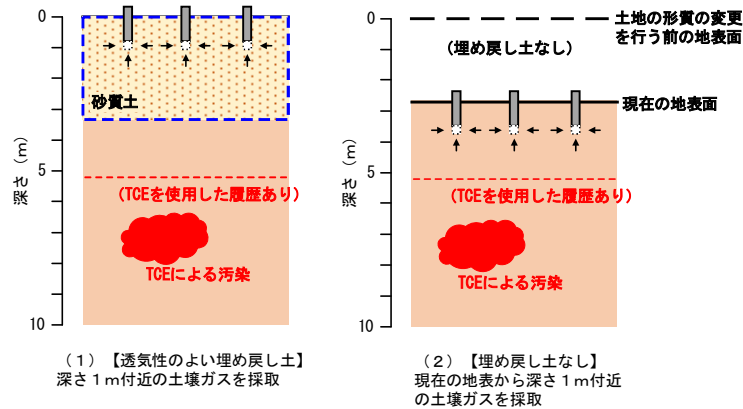 0
5
10
深さ（m）
砂質土
(TCEを使用した履歴あり)
TCEによる汚染
（１）【透気性のよい埋め戻し土】
深さ１ｍ付近の土壌ガスを採取
0
5
10
深さ（m）
(埋め戻し土なし)
土地の形質の変更
を行う前の地表面
現在の地表面
(TCEを使用した履歴あり)
TCEによる汚染
（２）【埋め戻し土なし】
現在の地表から深さ１ｍ付近
の土壌ガスを採取